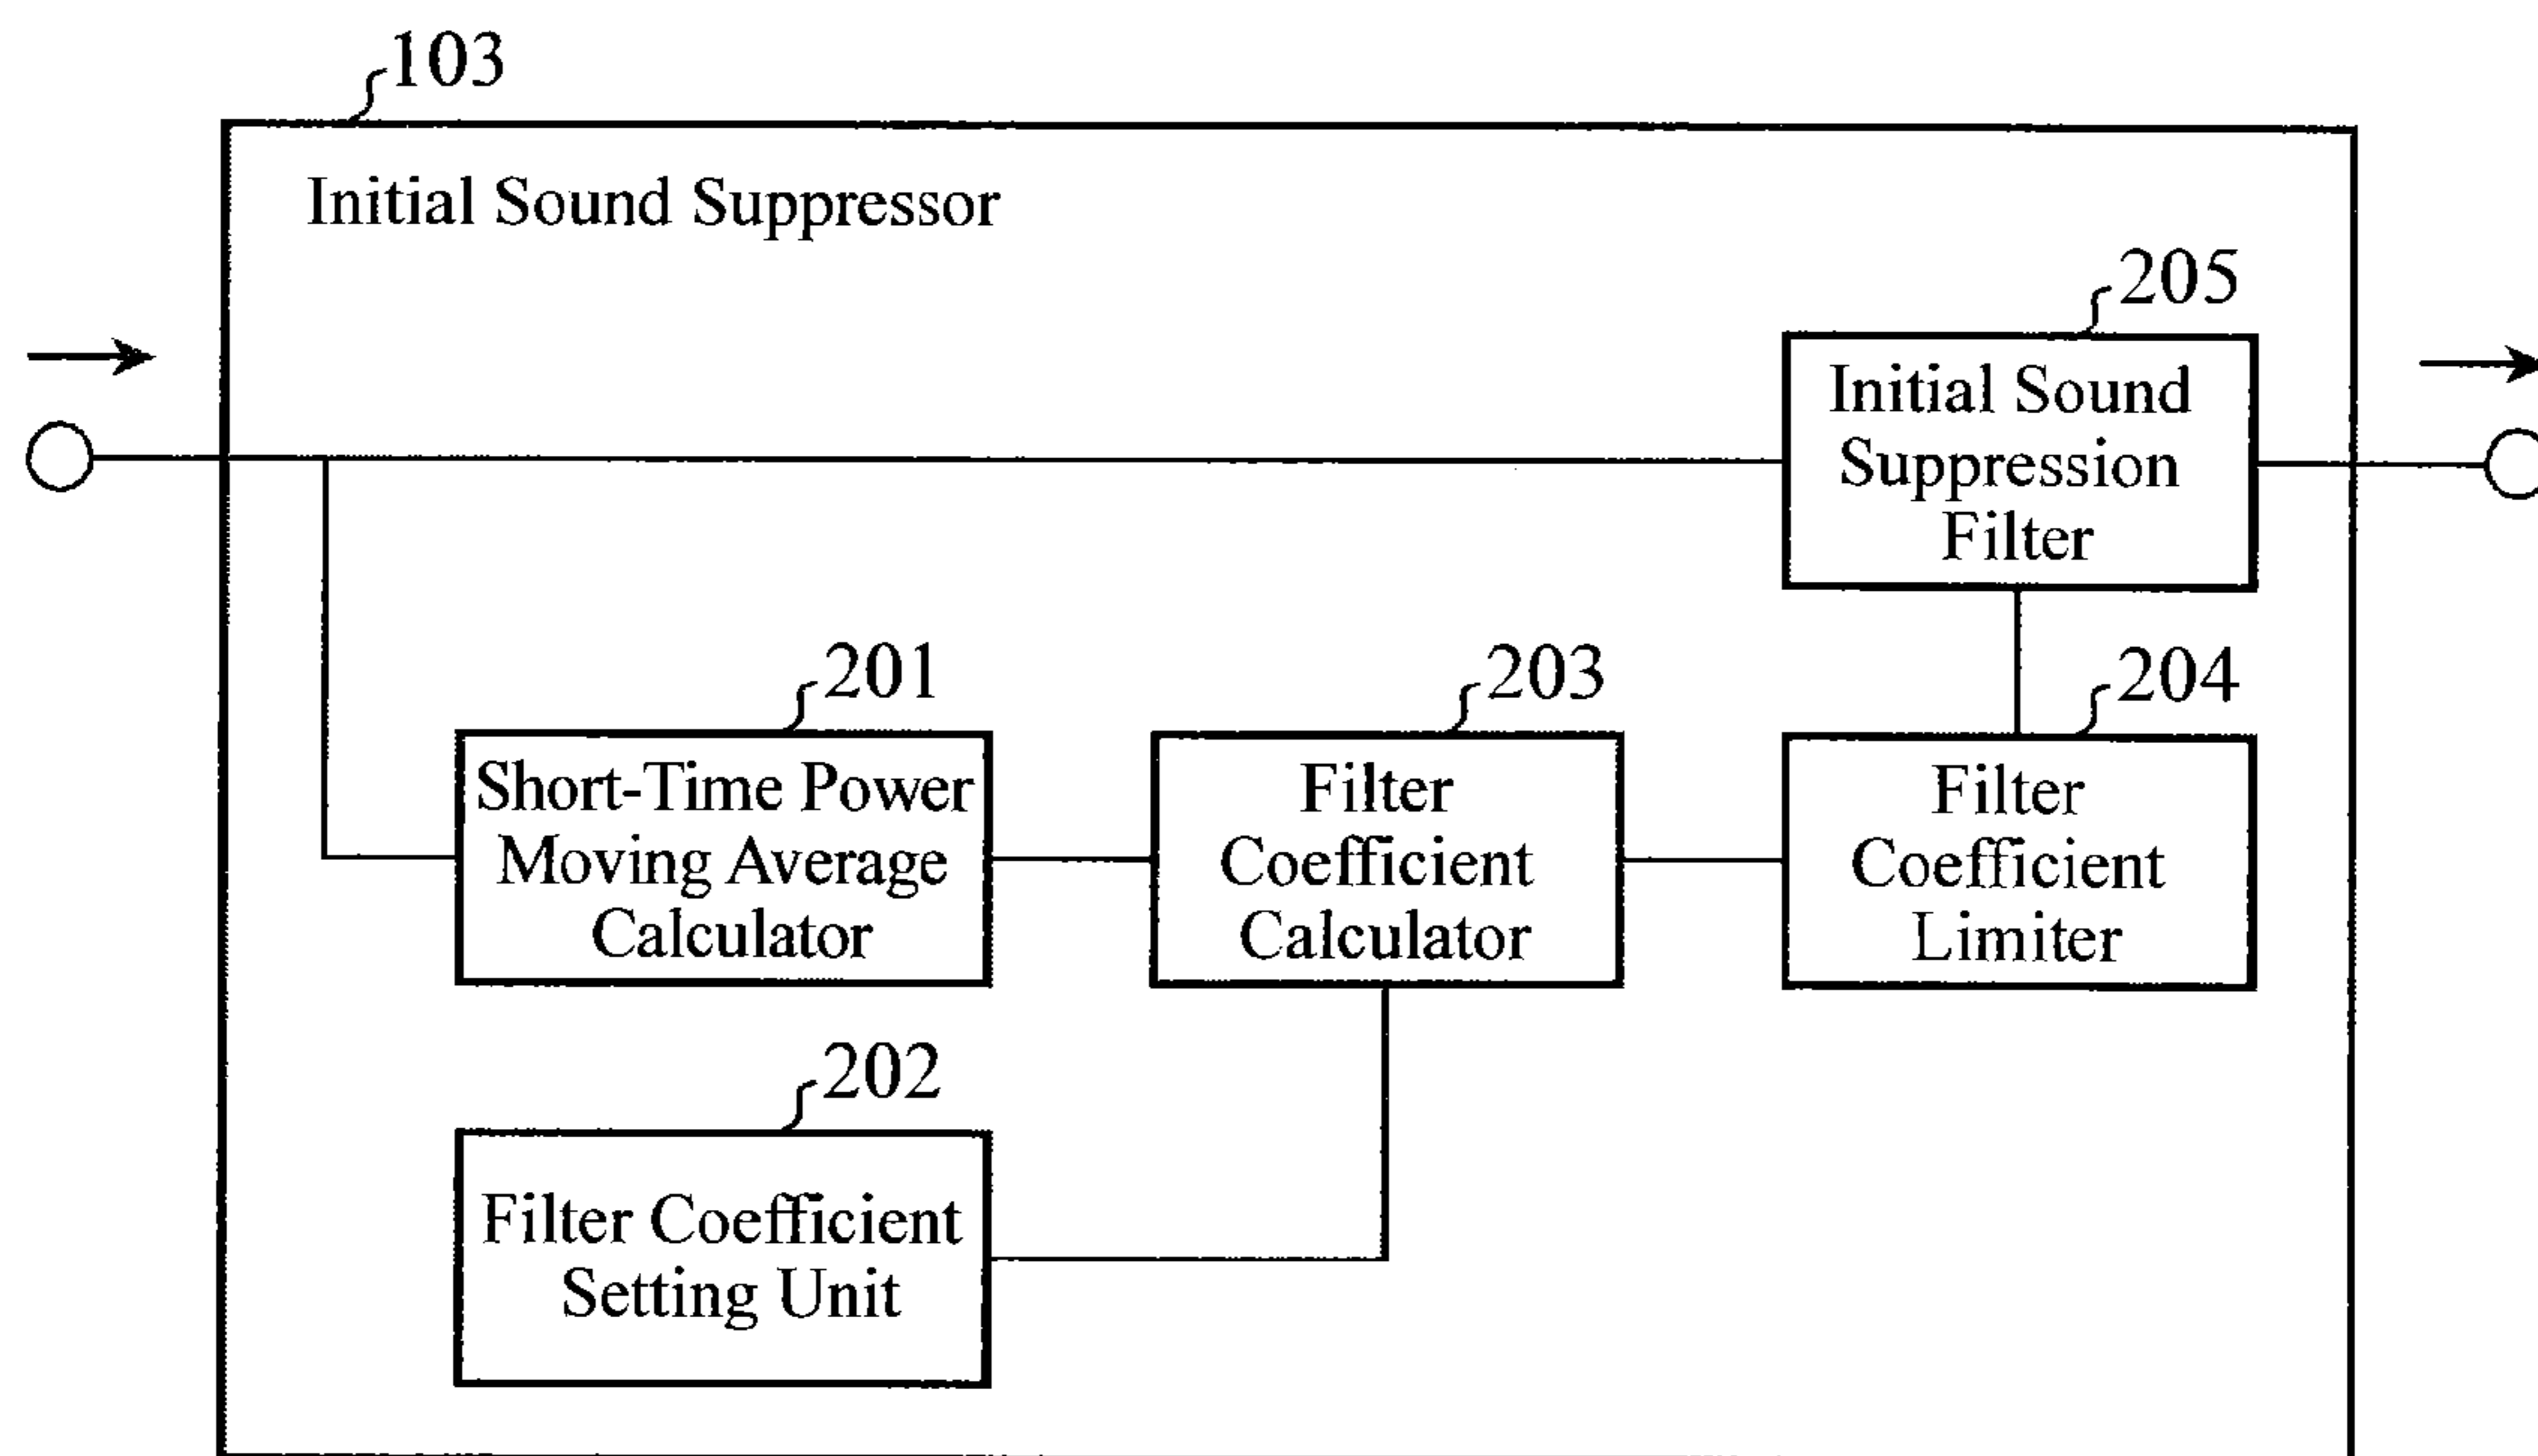 103
Initial Sound Suppressor
205
Initial Sound
Suppression
Filter
201
Short-Time Power
Moving Average
Calculator
203
Filter
Coefficient
Calculator
204
Filter
Coefficient
Limiter
202
Filter Coefficient
Setting Unit